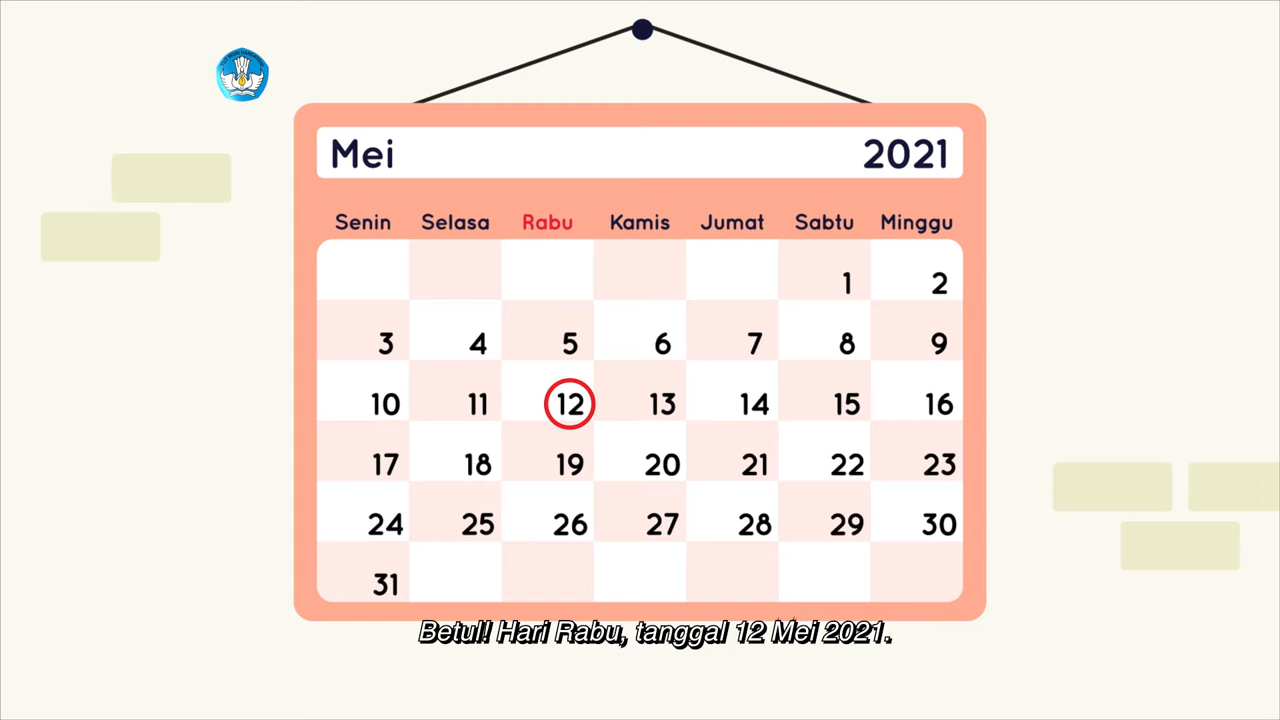 Mei 2021
Senin Selasa Rabu Kamis Jumat Sabtu Minggu
1 2
3 4 5 6 7 8 9
10 11 12 13 14 15 16
17 18 19 20 21 22 23
24 25 26 27 28 29 30
31
Betul! Hari Rabu, tanggal 12 Mei 2021.